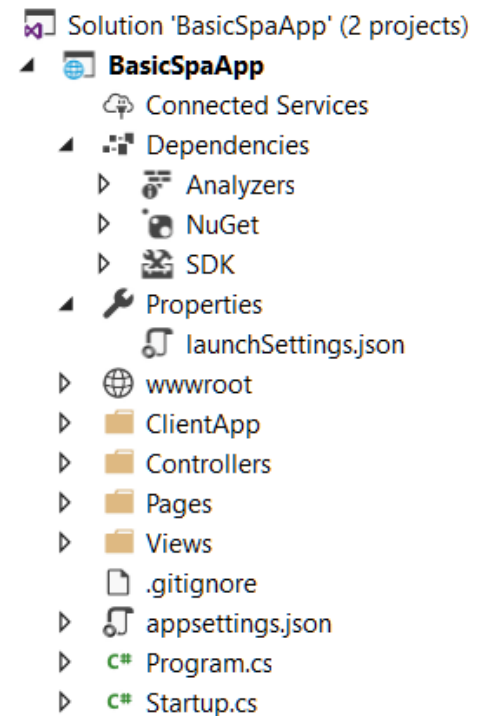 Solution 'BasicSpaApp' (2 projects)
BasicSpaApp
Connected Services
Dependencies
Analyzers
NuGet
SDK
Properties
launchSettings.json
wwwroot
ClientApp
Controllers
Pages
Views
.gitignore
appsettings.json
C# Program.cs
C# Startup.cs